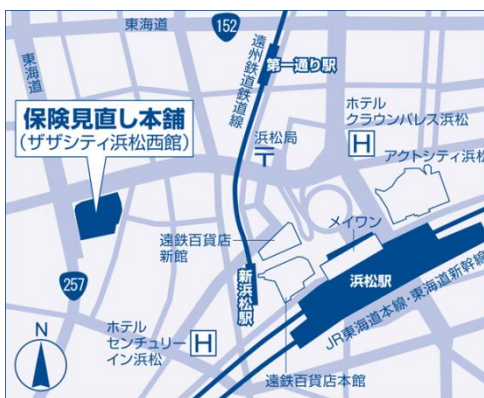 東海道
152
遠州鉄道鉄道線
第一通り駅
東海道
保険見直し本舗
(ザザシティ浜松西館)
浜松局
ホテル
クラウンパレス浜松
H
アクトシティ浜松
遠鉄百貨店
新館
メイワン
新浜松駅
浜松駅
257
JR東海道本線・東海道新幹線
N
ホテル
センチュリー
イン浜松
H
遠鉄百貨店本館